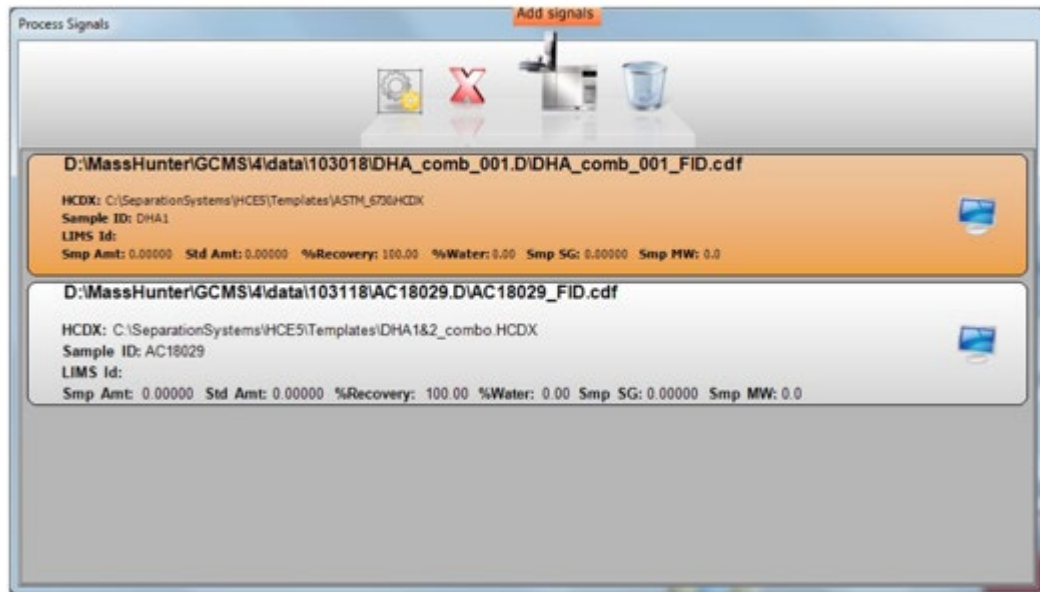 Add signals
Process Signals
D:\MassHunter\GCMS\4\data\103018\DHA_comb_001.D\DHA_comb_001_FID.cdf
HCDX: C:\SeparationSystems\HCE5\Templates\ASTM_6730.HCDX
Sample ID: DHA1
LIMS Id:
Smp Amt: 0.00000 Std Amt: 0.00000 %Recovery: 100.00 %Water: 0.00 Smp SG: 0.00000 Smp MW: 0.0
D:\MassHunter\GCMS\4\data\103118\AC18029.D\AC18029_FID.cdf
HCDX: C:\SeparationSystems\HCE5\Templates\DHA1&2_combo.HCDX
Sample ID: AC18029
LIMS Id:
Smp Amt: 0.00000 Std Amt: 0.00000 %Recovery: 100.00 %Water: 0.00 Smp SG: 0.00000 Smp MW: 0.0